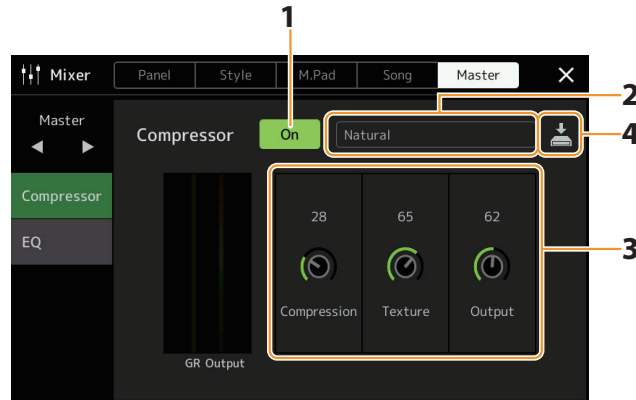 1
Mixer Panel Style M.Pad Song Master
2
Master
Compressor On Natural
4
Compressor
28 65 62
EQ
3
Compression Texture Output
GR Output